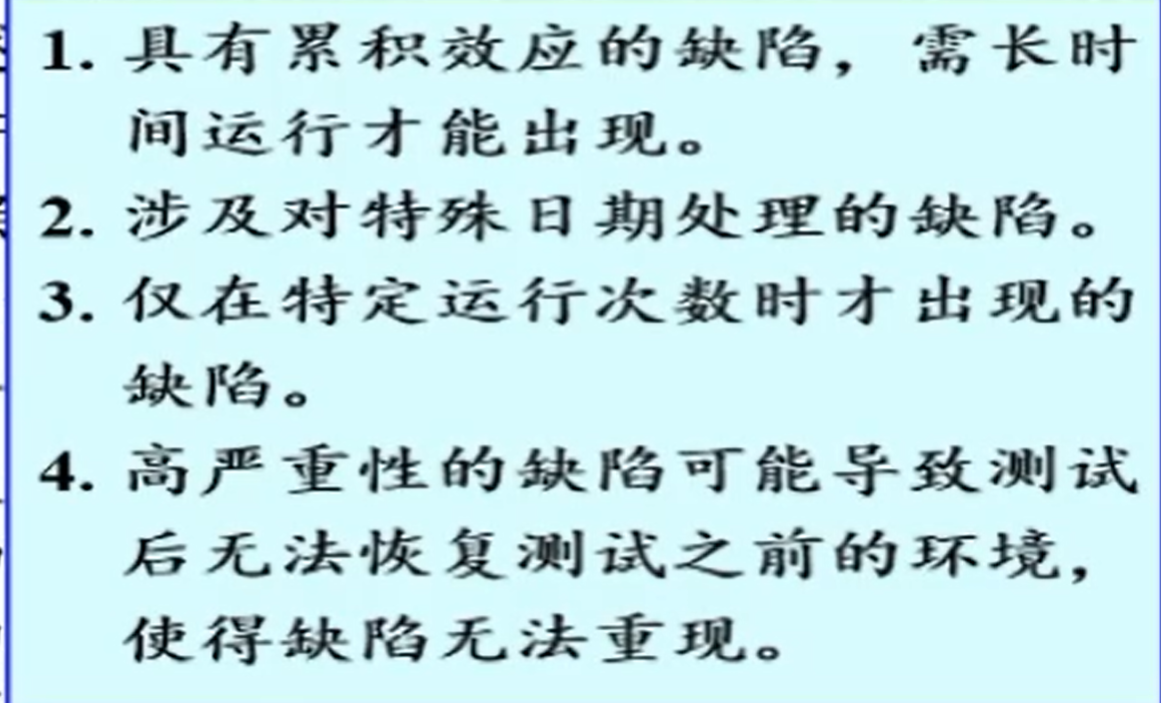 1. 具有累积效应的缺陷，需长时
间运行才能出现。
2. 涉及对特殊日期处理的缺陷。
3. 仅在特定运行次数时才出现的
缺陷。
4. 高严重性的缺陷可能导致测试
后无法恢复测试之前的环境，
使得缺陷无法重现。